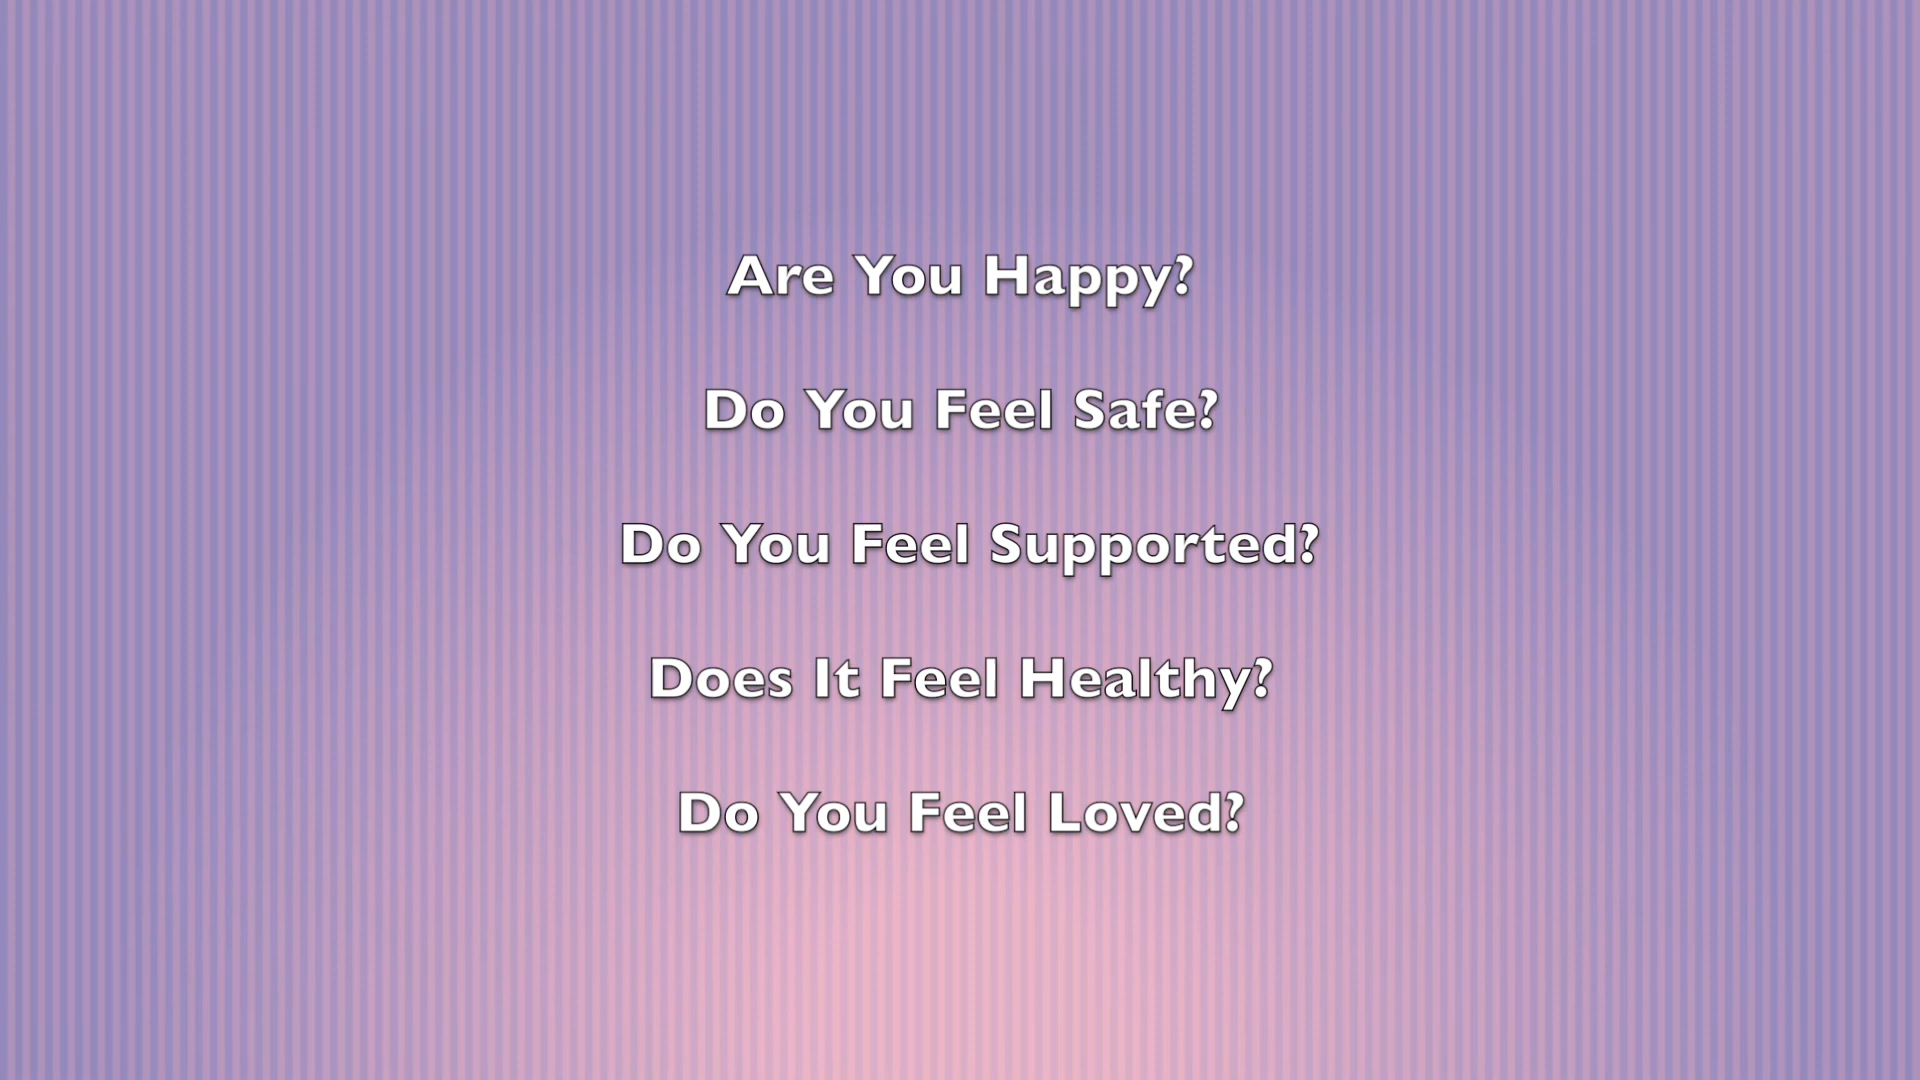 Are You Happy?
Do You Feel Safe?
Do You Feel Supported?
Does It Feel Healthy?
Do You Feel Loved?